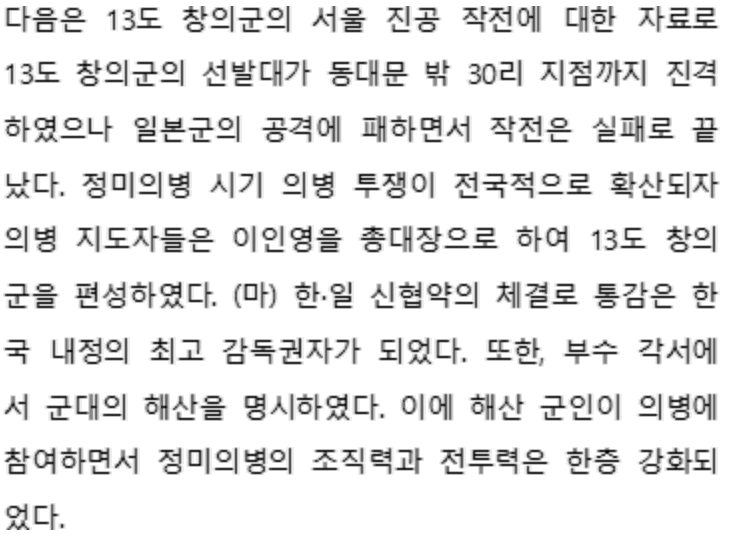 다음은 13도 창의군의 서울 진공 작전에 대한 자료로
13도 창의군의 선발대가 동대문 밖 30리 지점까지 진격
하였으나 일본군의 공격에 패하면서 작전은 실패로 끝
났다. 정미의병 시기 의병 투쟁이 전국적으로 확산되자
의병 지도자들은 이인영을 총대장으로 하여 13도 창의
군을 편성하였다. (마) 한·일 신협약의 체결로 통감은 한
국 내정의 최고 감독권자가 되었다. 또한, 부수 각서에
서 군대의 해산을 명시하였다. 이에 해산 군인이 의병에
참여하면서 정미의병의 조직력과 전투력은 한층 강화되
었다.